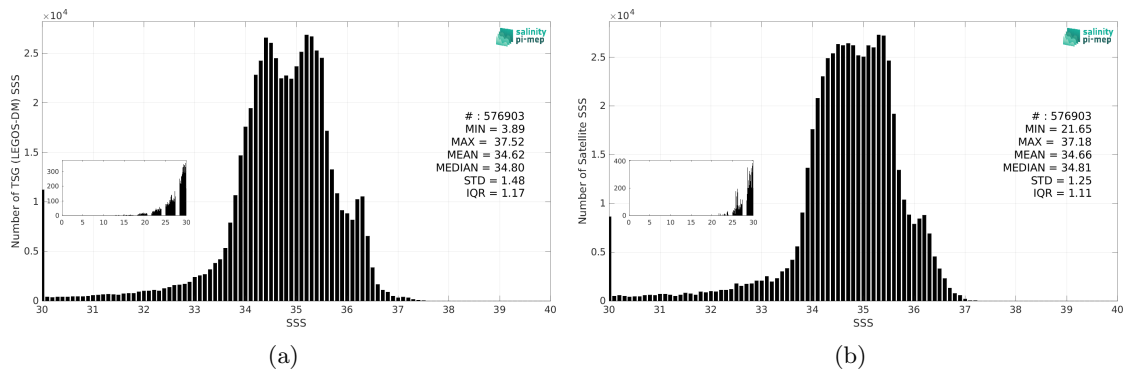 ×10⁴
salinity
pi-mep
Number of TSG (LEGOS-DM) SSS
2.5
2
1.5
1
0.5
0
# : 576903
MIN = 3.89
MAX = 37.52
MEAN = 34.62
MEDIAN = 34.80
STD = 1.48
IQR = 1.17
300
200
100
0
0 5 10 15 20 25 30
30 31 32 33 34 35 36 37 38 39 40
SSS
(a)
×10⁴
salinity
pi-mep
Number of Satellite SSS
2.5
2
1.5
1
0.5
0
# : 576903
MIN = 21.65
MAX = 37.18
MEAN = 34.66
MEDIAN = 34.81
STD = 1.25
IQR = 1.11
400
200
0
0 5 10 15 20 25 30
30 31 32 33 34 35 36 37 38 39 40
SSS
(b)